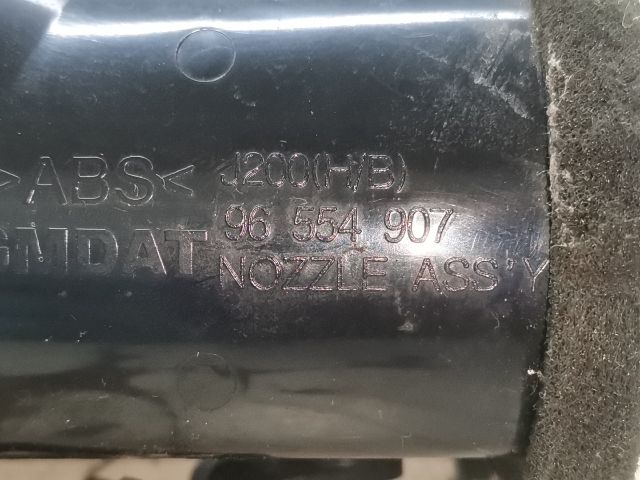 >ABS<
GMDAT
J200(H/B)
96 554 907
NOZZLE ASS'Y